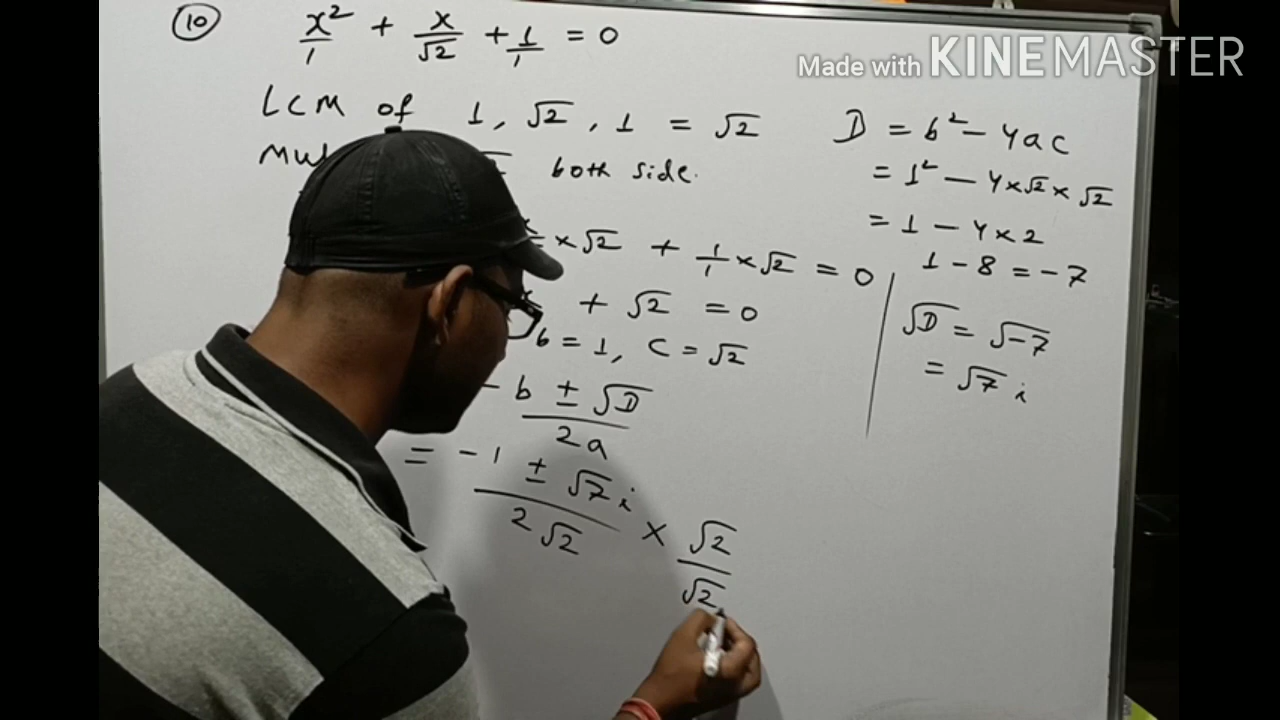 ⑩ x²/1 + x/√2 + 1/1 = 0
Made with KINEMASTER
LCM of 1, √2, 1 = √2
both side.
× √2 + 1/1 × √2 = 0
+ √2 = 0
b = 1, C = √2
- b ± √D / 2a
= -1 ± √7 i / 2√2 × √2/√2
D = b² - 4ac
= 1² - 4×√2×√2
= 1 - 4×2
1 - 8 = -7
√D = √-7
= √7 i